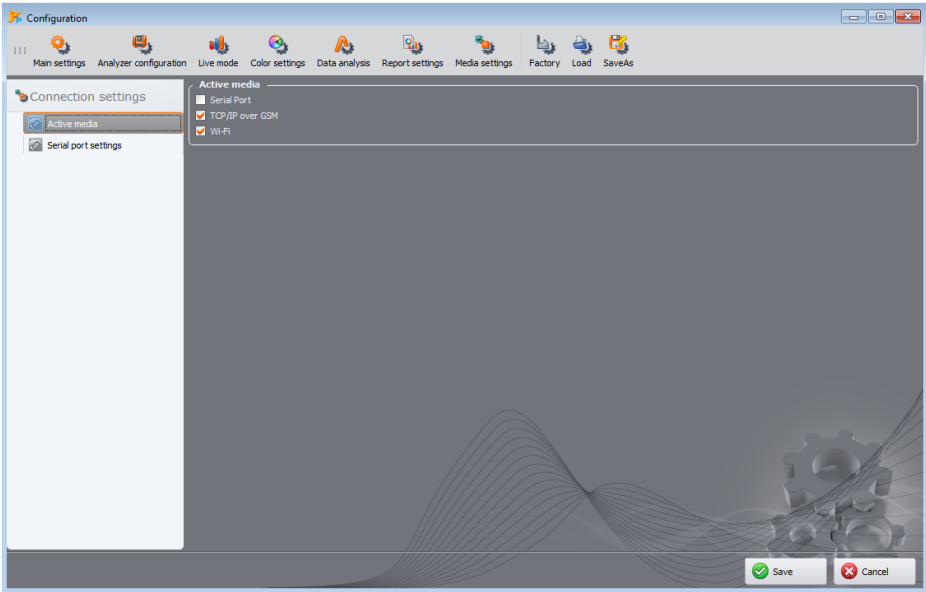 Configuration
Main settings Analyzer configuration Live mode Color settings Data analysis Report settings Media settings Factory Load SaveAs
Connection settings
Active media
Serial port settings
Active media
Serial Port
TCP/IP over GSM
Wi-Fi
Save Cancel